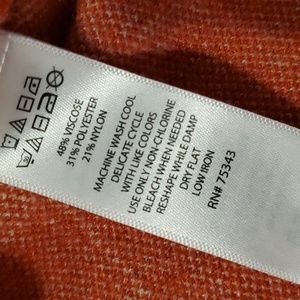 48% VISCOSE
31% POLYESTER
21% NYLON
MACHINE WASH COOL
DELICATE CYCLE
WITH LIKE COLORS
USE ONLY NON-CHLORINE
BLEACH WHEN NEEDED
RESHAPE WHILE DAMP
DRY FLAT
LOW IRON
RN# 75343